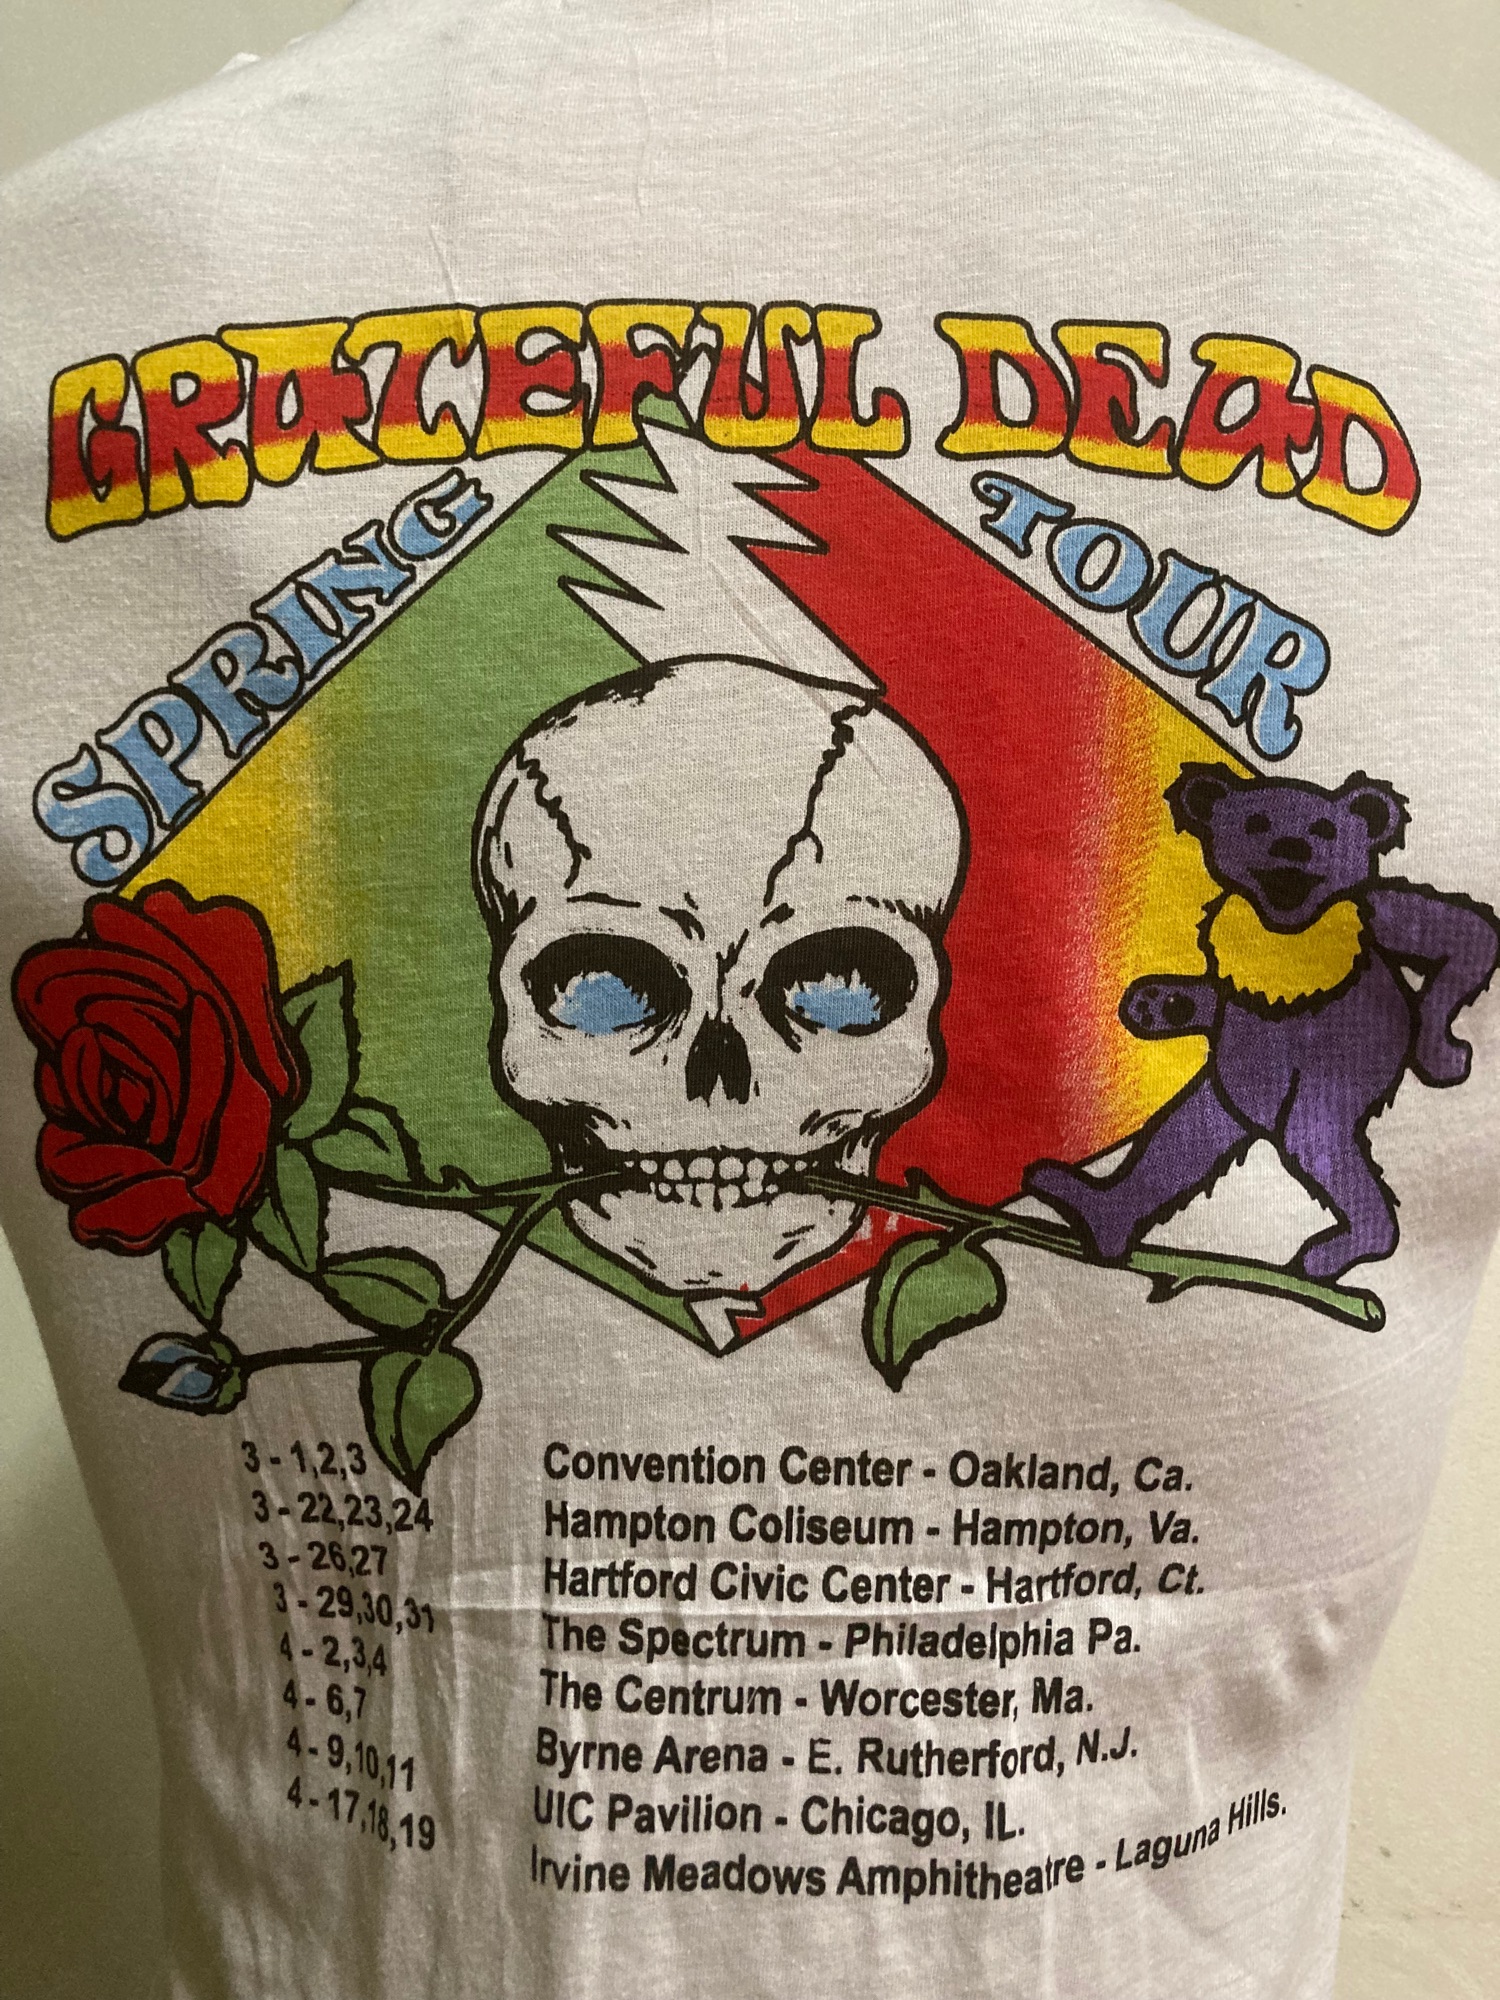 GRATEFUL DEAD
SPRING TOUR
3 - 1,2,3 Convention Center - Oakland, Ca.
3 - 22,23,24 Hampton Coliseum - Hampton, Va.
3 - 26,27 Hartford Civic Center - Hartford, Ct.
3 - 29,30,31 The Spectrum - Philadelphia Pa.
4 - 2,3,4 The Centrum - Worcester, Ma.
4 - 6,7 Byrne Arena - E. Rutherford, N.J.
4 - 9,10,11 UIC Pavilion - Chicago, IL.
4 - 17,18,19 Irvine Meadows Amphitheatre - Laguna Hills.